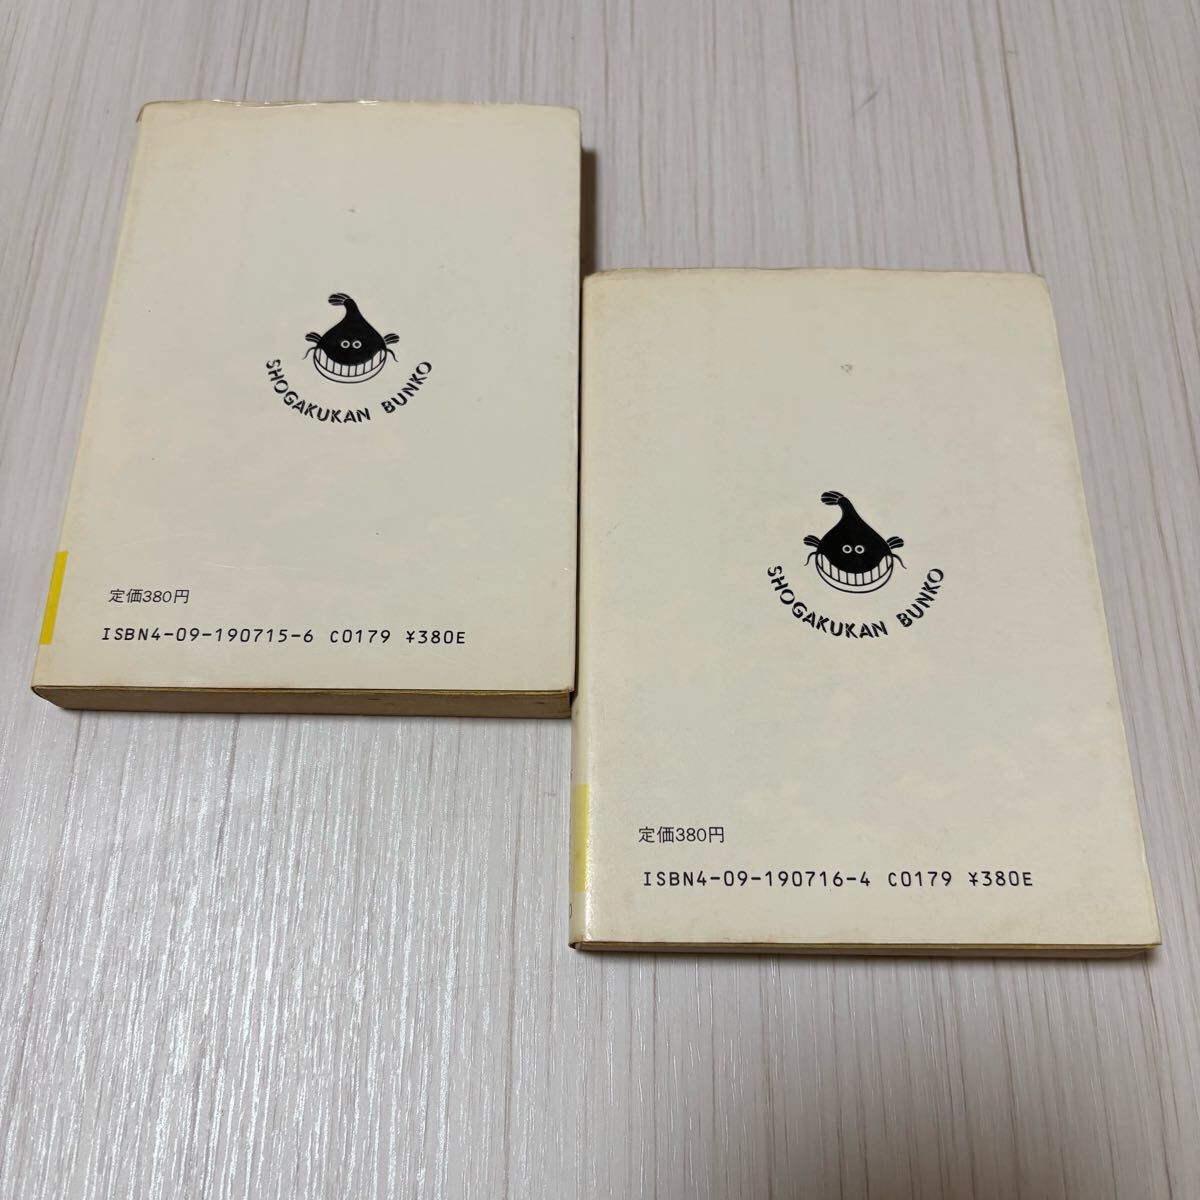 SHOGAKUKAN BUNKO
定価380円
ISBN4-09-190715-6 C0179 ¥380E
SHOGAKUKAN BUNKO
定価380円
ISBN4-09-190716-4 C0179 ¥380E